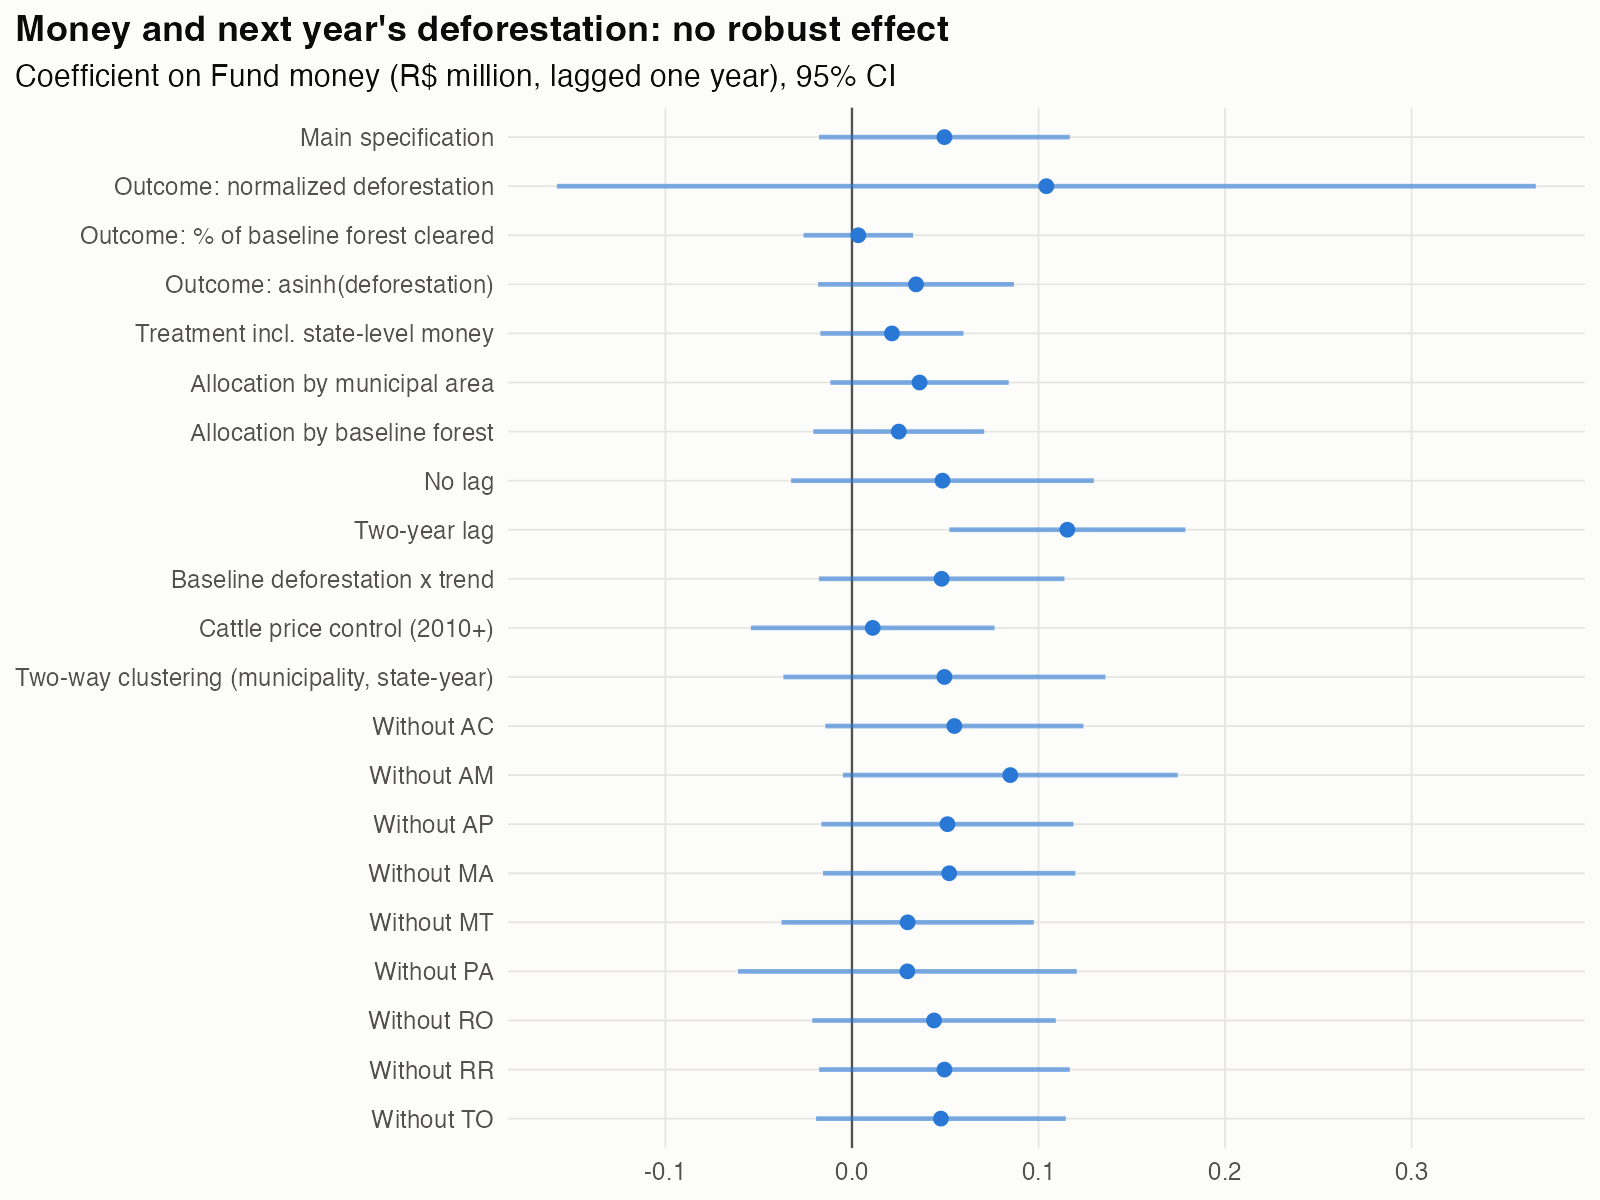 Money and next year's deforestation: no robust effect
Coefficient on Fund money (R$ million, lagged one year), 95% CI
Main specification
Outcome: normalized deforestation
Outcome: % of baseline forest cleared
Outcome: asinh(deforestation)
Treatment incl. state-level money
Allocation by municipal area
Allocation by baseline forest
No lag
Two-year lag
Baseline deforestation x trend
Cattle price control (2010+)
Two-way clustering (municipality, state-year)
Without AC
Without AM
Without AP
Without MA
Without MT
Without PA
Without RO
Without RR
Without TO
-0.1 0.0 0.1 0.2 0.3